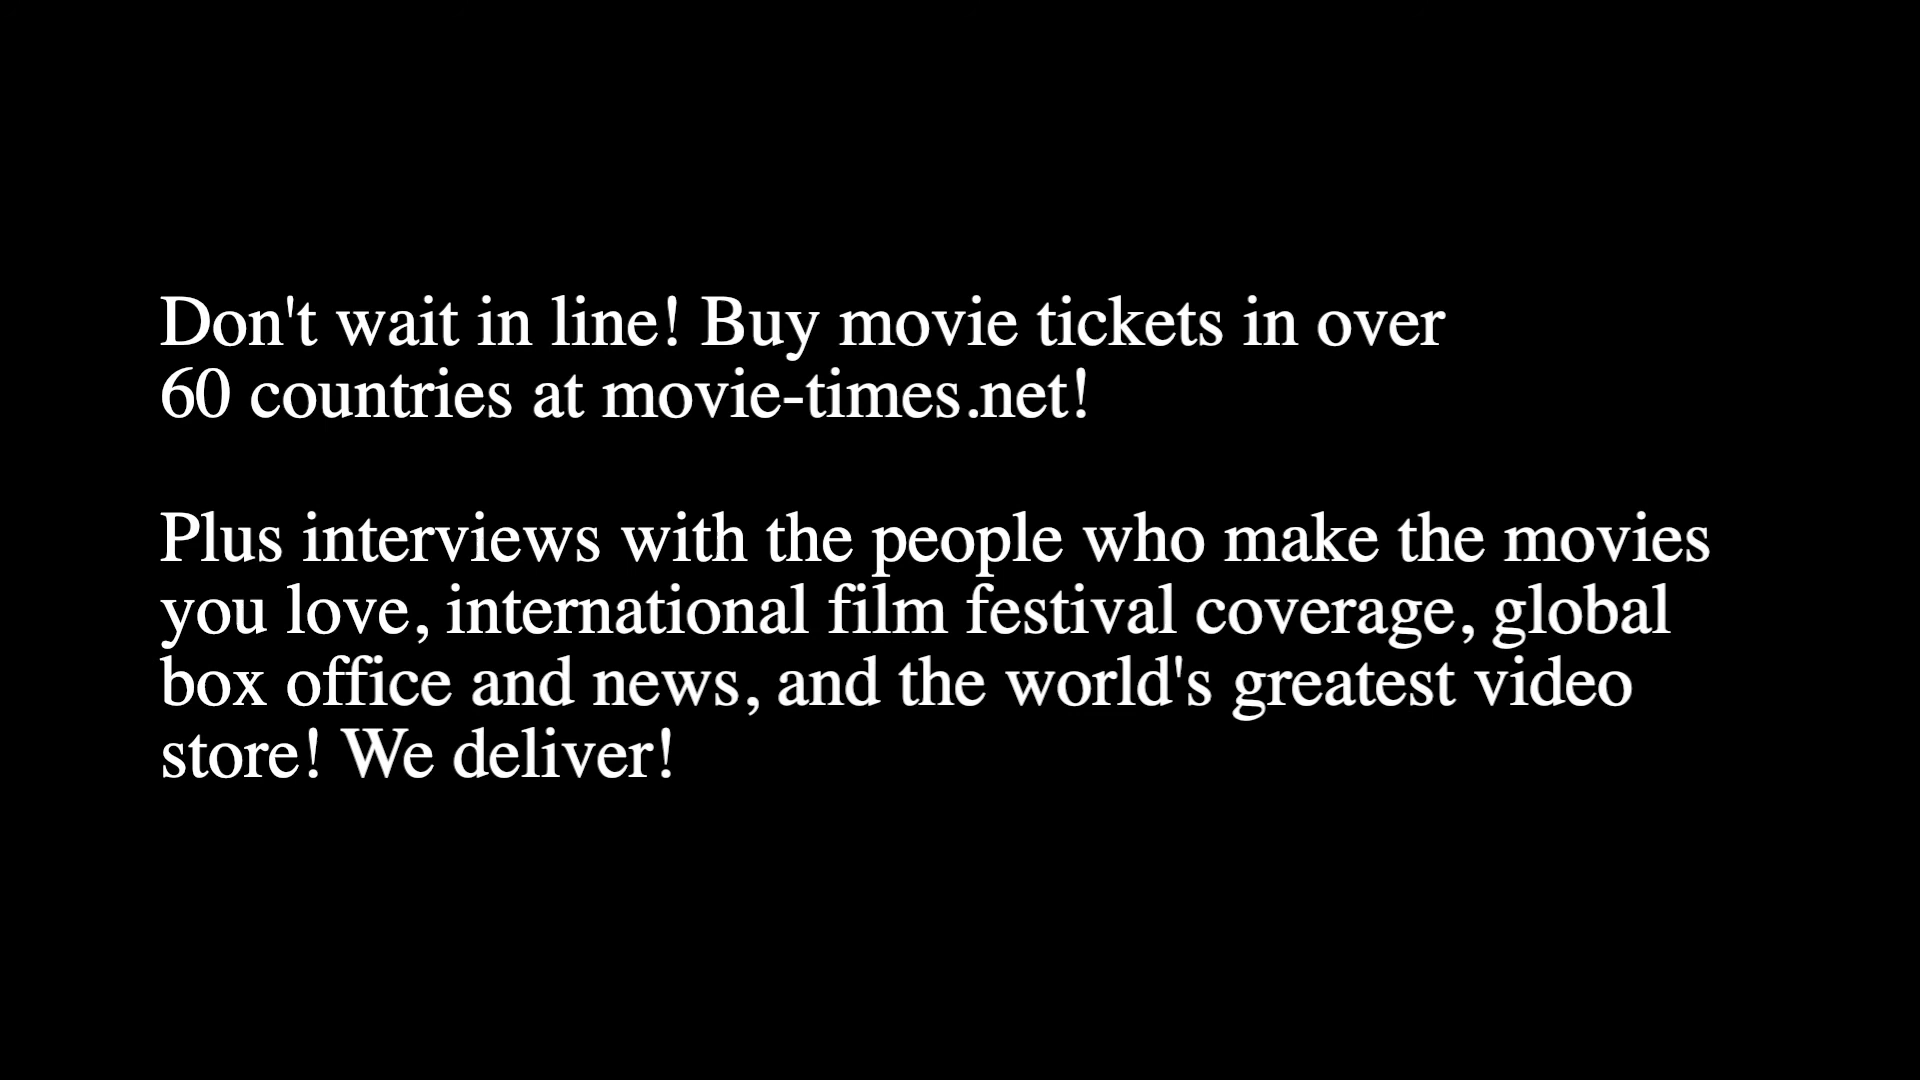 Don't wait in line! Buy movie tickets in over
60 countries at movie-times.net!
Plus interviews with the people who make the movies
you love, international film festival coverage, global
box office and news, and the world's greatest video
store! We deliver!